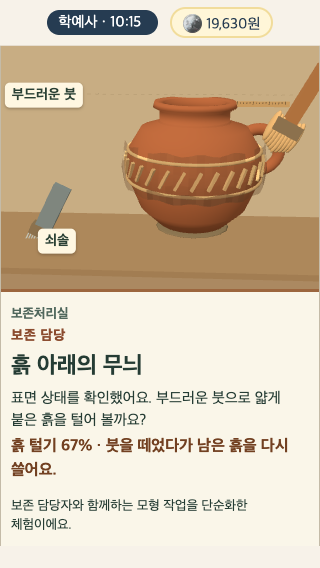 학예사 · 10:15
19,630원
부드러운 붓
쇠솔
보존처리실
보존 담당
흙 아래의 무늬
표면 상태를 확인했어요. 부드러운 붓으로 얇게
붙은 흙을 털어 볼까요?
흙 털기 67% · 붓을 떼었다가 남은 흙을 다시
쓸어요.
보존 담당자와 함께하는 모형 작업을 단순화한
체험이에요.